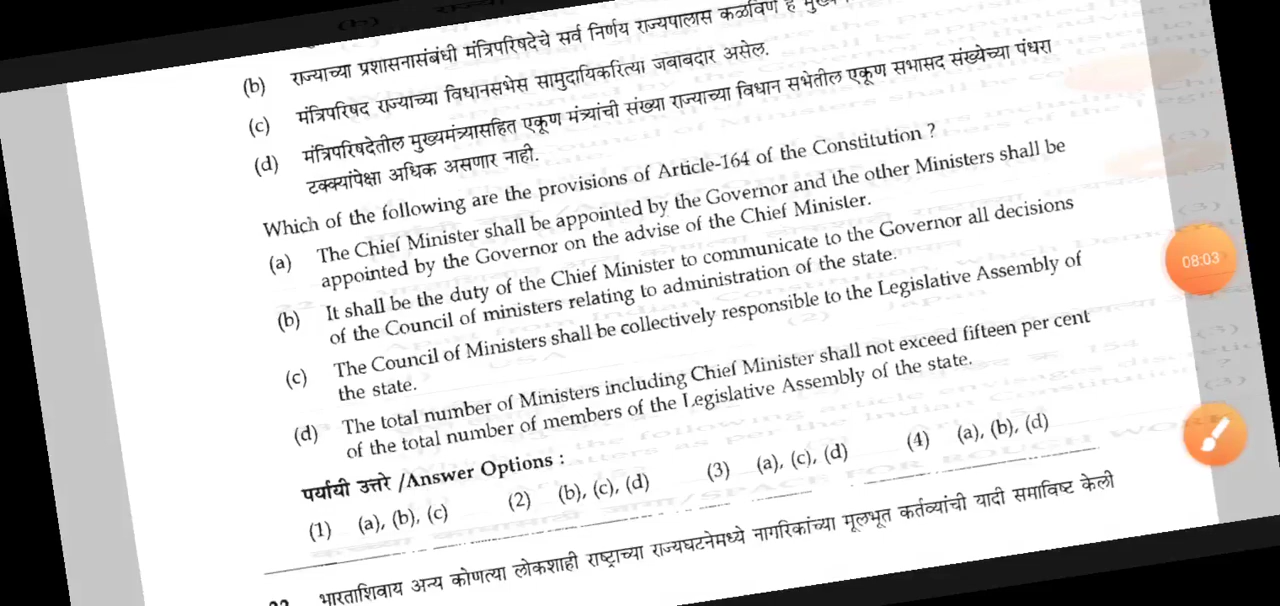 (b) राज्याच्या प्रशासनासंबंधी मंत्रिपरिषदेचे सर्व निर्णय राज्यपालास कळविणे हे
(c) मंत्रिपरिषद राज्याच्या विधानसभेस सामुदायिकरित्या जबाबदार असेल.
(d) मंत्रिपरिषदेतील मुख्यमंत्र्यासहित एकूण मंत्र्यांची संख्या राज्याच्या विधान सभेतील एकूण सभासद संख्येच्या पंधरा
टक्क्यांपेक्षा अधिक असणार नाही.
Which of the following are the provisions of Article-164 of the Constitution ?
(a) The Chief Minister shall be appointed by the Governor and the other Ministers shall be
appointed by the Governor on the advise of the Chief Minister.
(b) It shall be the duty of the Chief Minister to communicate to the Governor all decisions
of the Council of ministers relating to administration of the state.
(c) The Council of Ministers shall be collectively responsible to the Legislative Assembly of
the state.
(d) The total number of Ministers including Chief Minister shall not exceed fifteen per cent
of the total number of members of the Legislative Assembly of the state.
पर्यायी उत्तरे /Answer Options :
(1) (a), (b), (c) (2) (b), (c), (d) (3) (a), (c), (d) (4) (a), (b), (d)
भारताशिवाय अन्य कोणत्या लोकशाही राष्ट्राच्या राज्यघटनेमध्ये नागरिकांच्या मूलभूत कर्तव्यांची यादी समाविष्ट केली
08:03